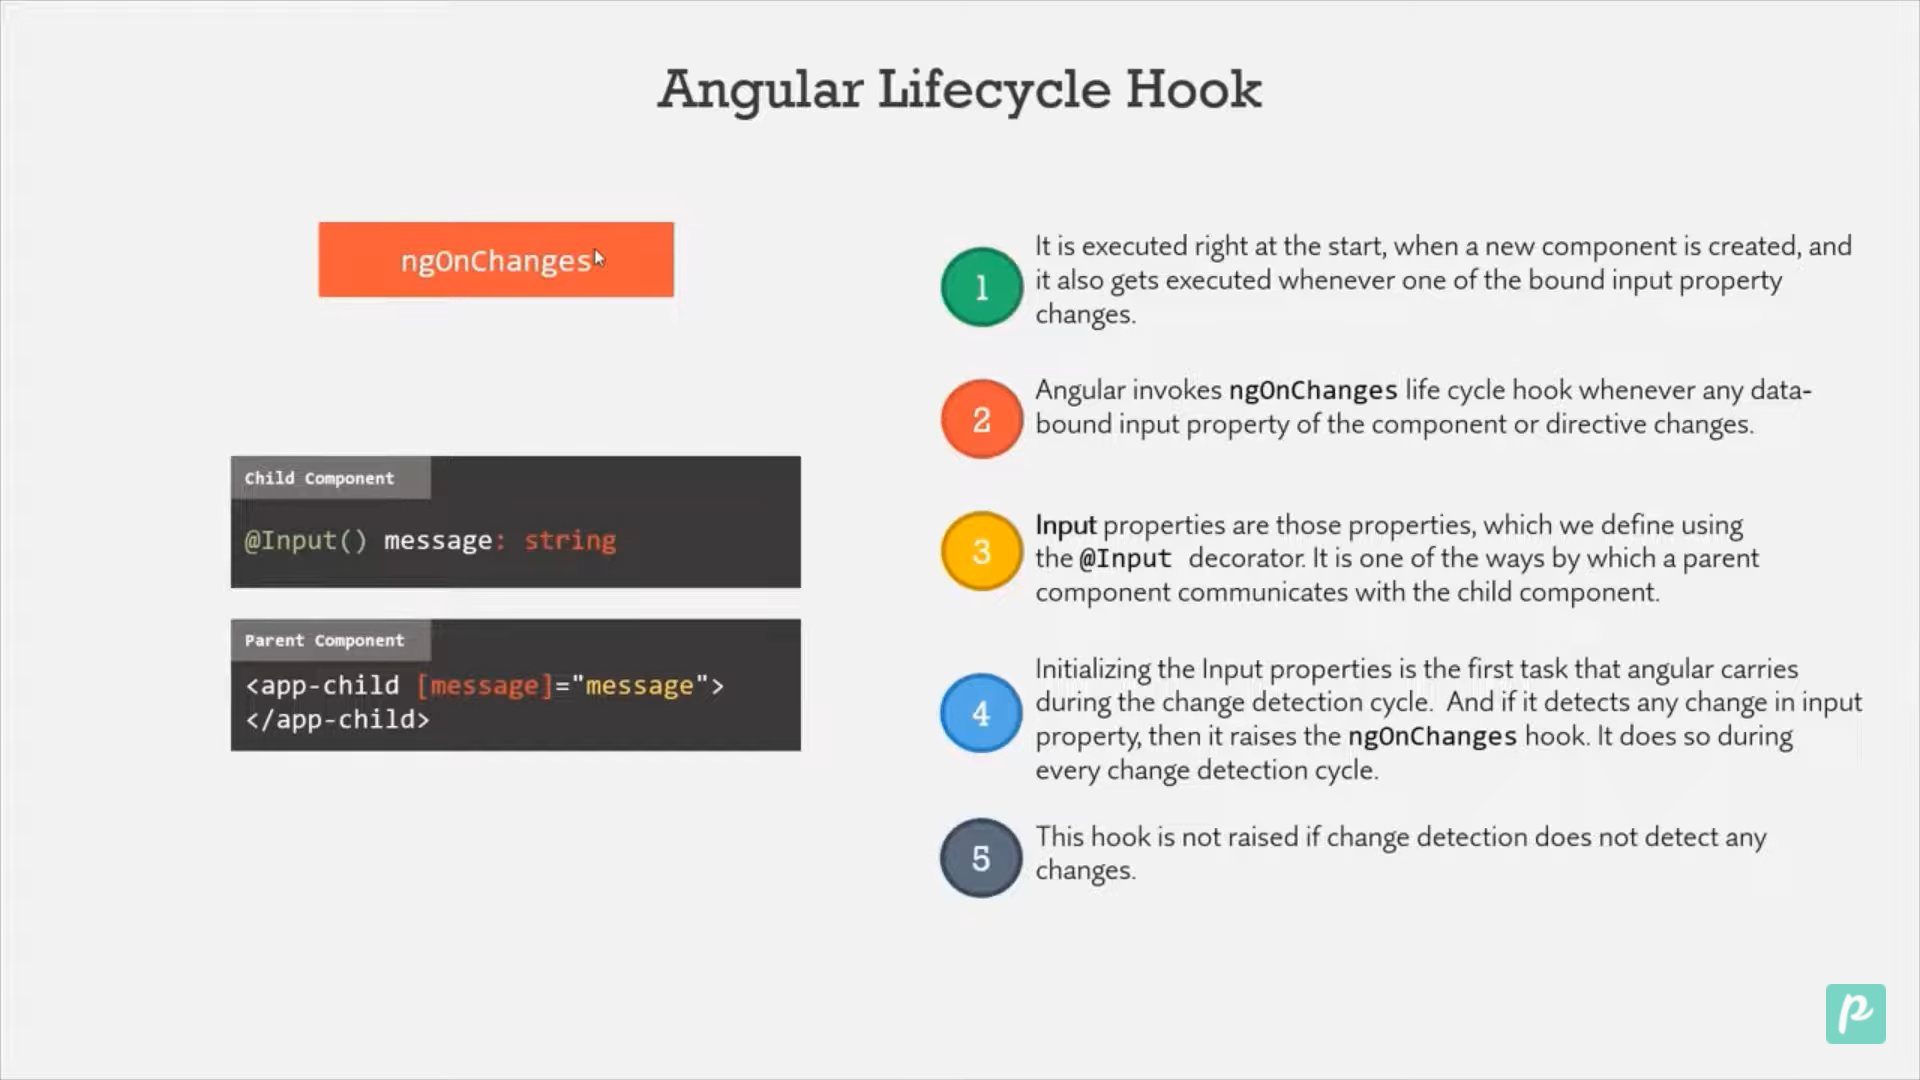 Angular Lifecycle Hook
ngOnChanges
Child Component
@Input() message: string
Parent Component
<app-child [message]="message">
</app-child>
1
It is executed right at the start, when a new component is created, and
it also gets executed whenever one of the bound input property
changes.
2
Angular invokes ngOnChanges life cycle hook whenever any data-
bound input property of the component or directive changes.
3
Input properties are those properties, which we define using
the @Input decorator. It is one of the ways by which a parent
component communicates with the child component.
4
Initializing the Input properties is the first task that angular carries
during the change detection cycle. And if it detects any change in input
property, then it raises the ngOnChanges hook. It does so during
every change detection cycle.
5
This hook is not raised if change detection does not detect any
changes.
p